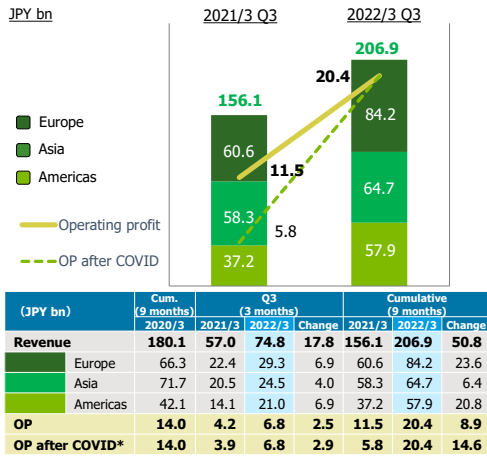 JPY bn
2021/3 Q3
2022/3 Q3
206.9
20.4
156.1
84.2
Europe
60.6
11.5
Asia
64.7
Americas
58.3
5.8
Operating profit
57.9
37.2
OP after COVID
(JPY bn) Cum. (9 months) Q3 (3 months) Cumulative (9 months)
2020/3 2021/3 2022/3 Change 2021/3 2022/3 Change
Revenue 180.1 57.0 74.8 17.8 156.1 206.9 50.8
Europe 66.3 22.4 29.3 6.9 60.6 84.2 23.6
Asia 71.7 20.5 24.5 4.0 58.3 64.7 6.4
Americas 42.1 14.1 21.0 6.9 37.2 57.9 20.8
OP 14.0 4.2 6.8 2.5 11.5 20.4 8.9
OP after COVID* 14.0 3.9 6.8 2.9 5.8 20.4 14.6